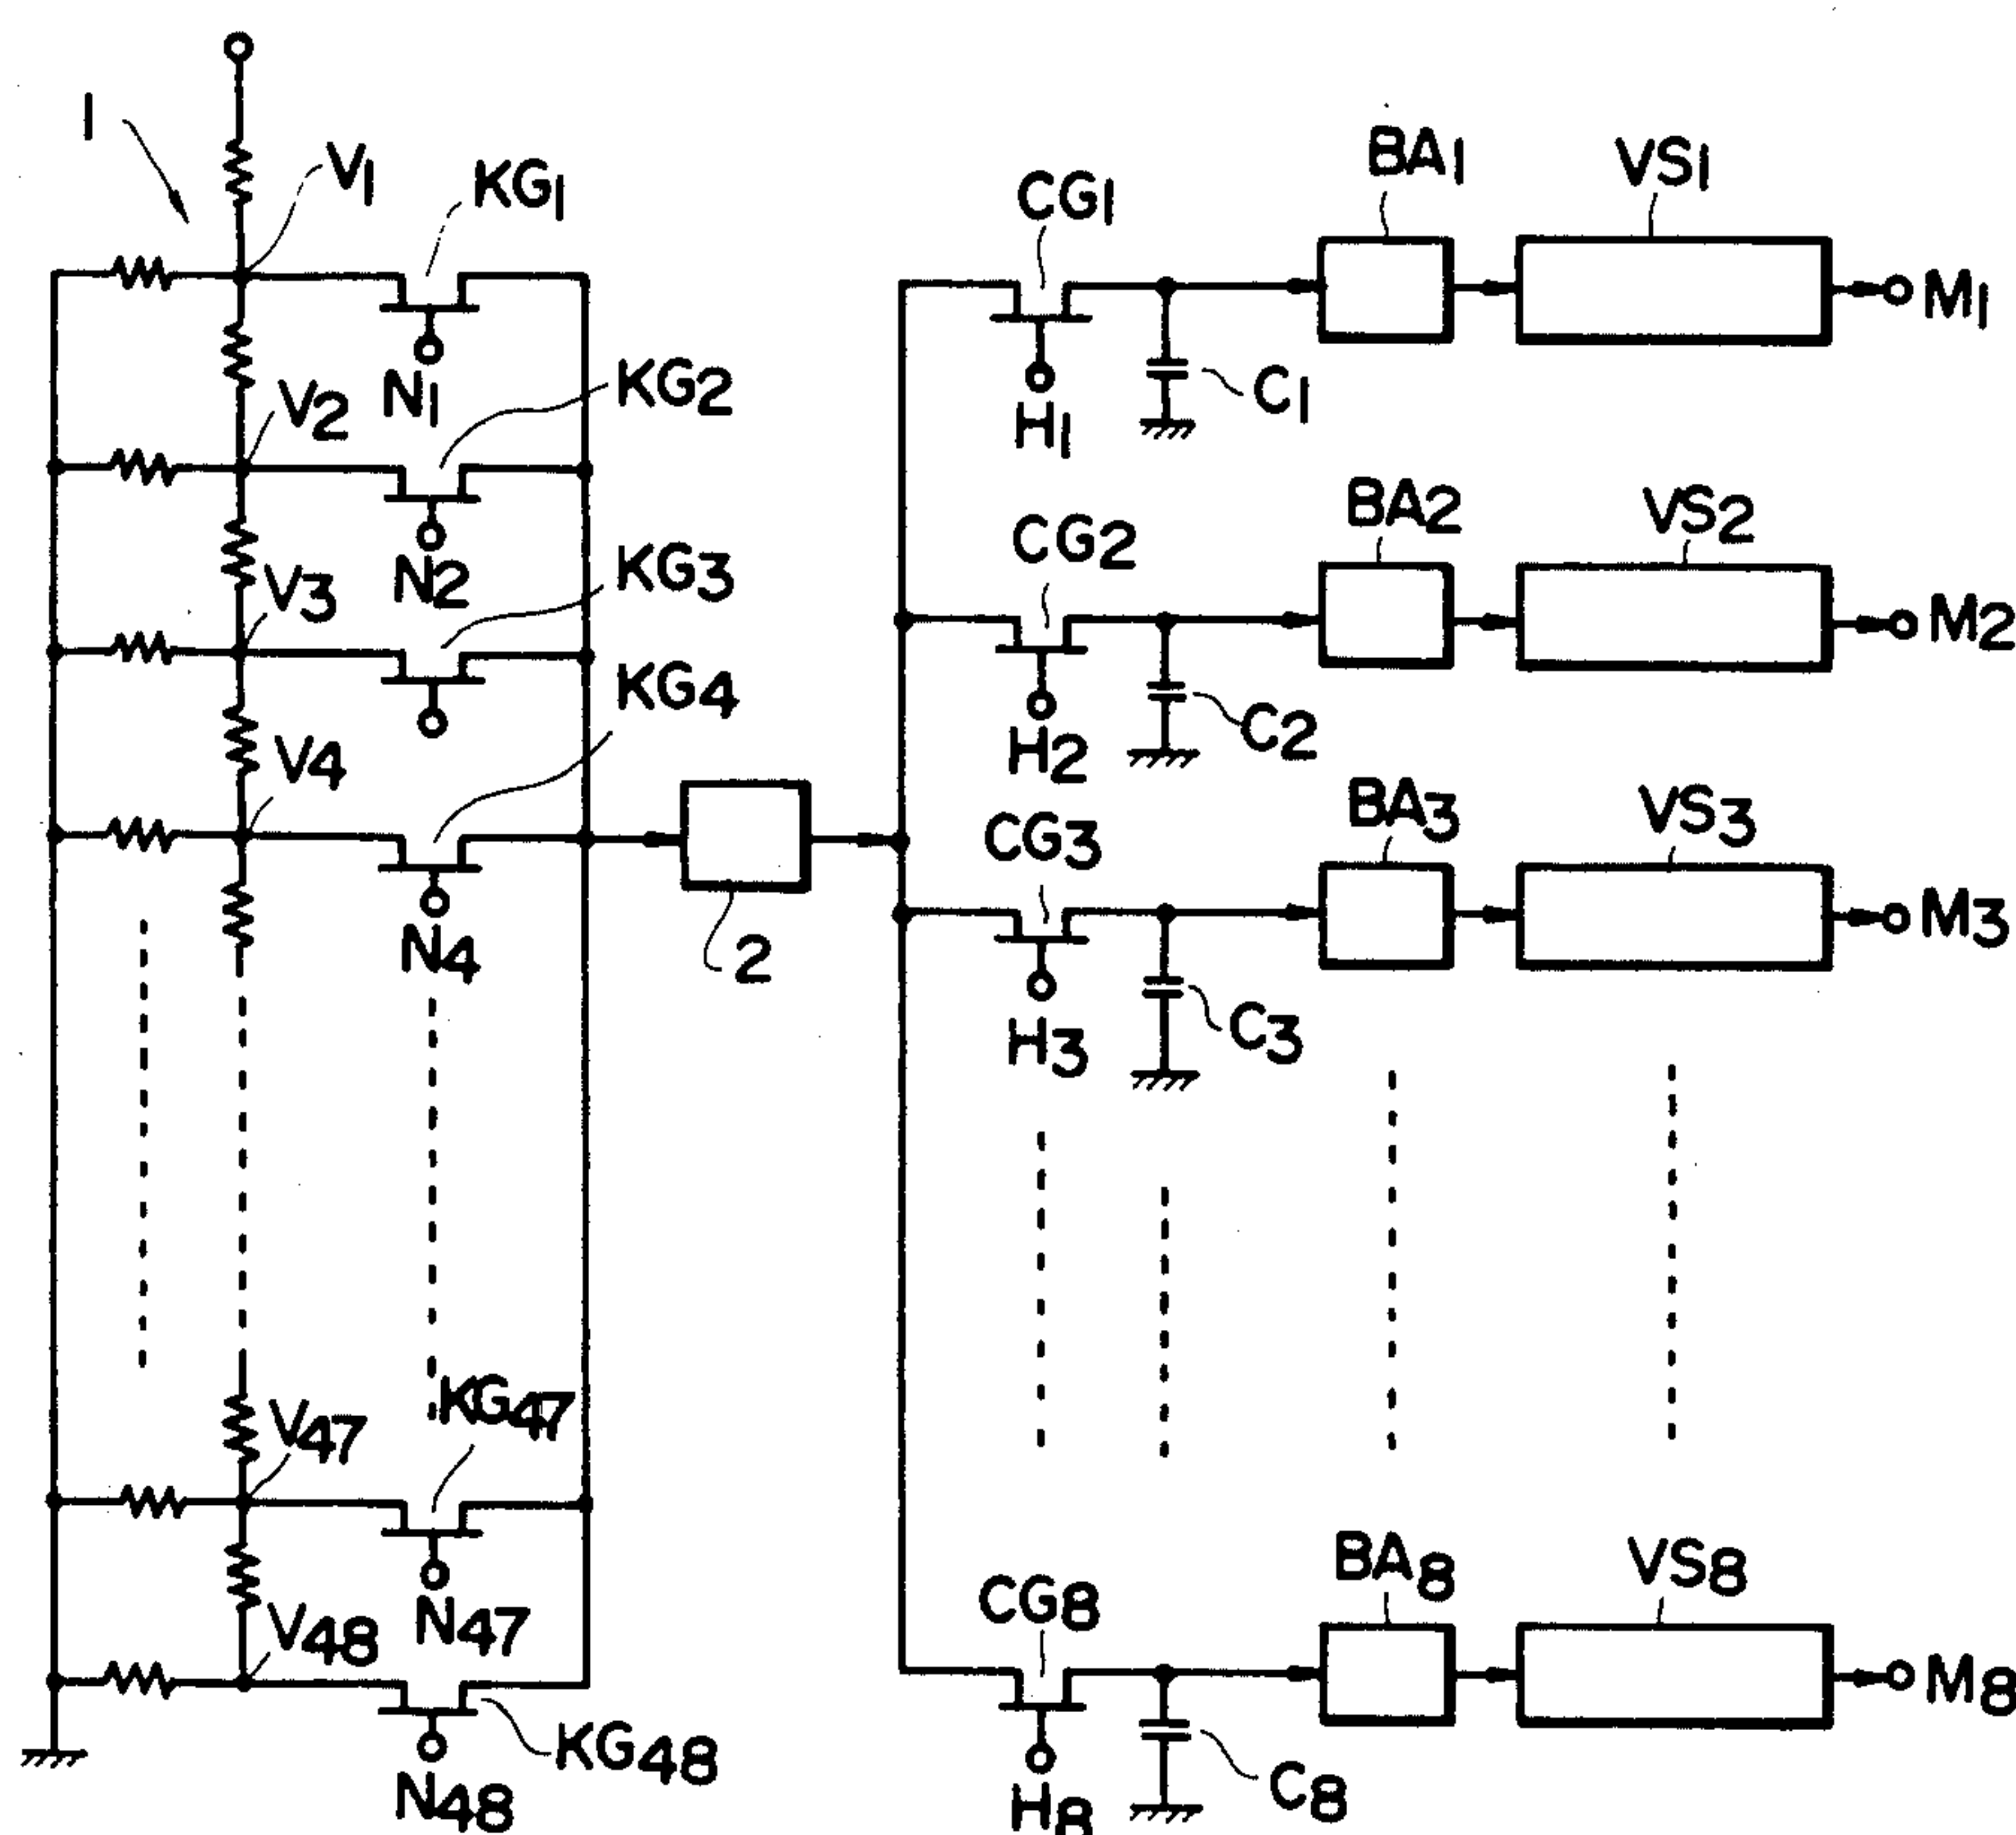 1
V1
KG1
N1
V2
KG2
N2
V3
KG3
V4
KG4
N4
2
V47
KG47
N47
V48
KG48
N48
CG1
H1
C1
BA1
VS1
M1
CG2
H2
C2
BA2
VS2
M2
CG3
H3
C3
BA3
VS3
M3
CG8
H8
C8
BA8
VS8
M8